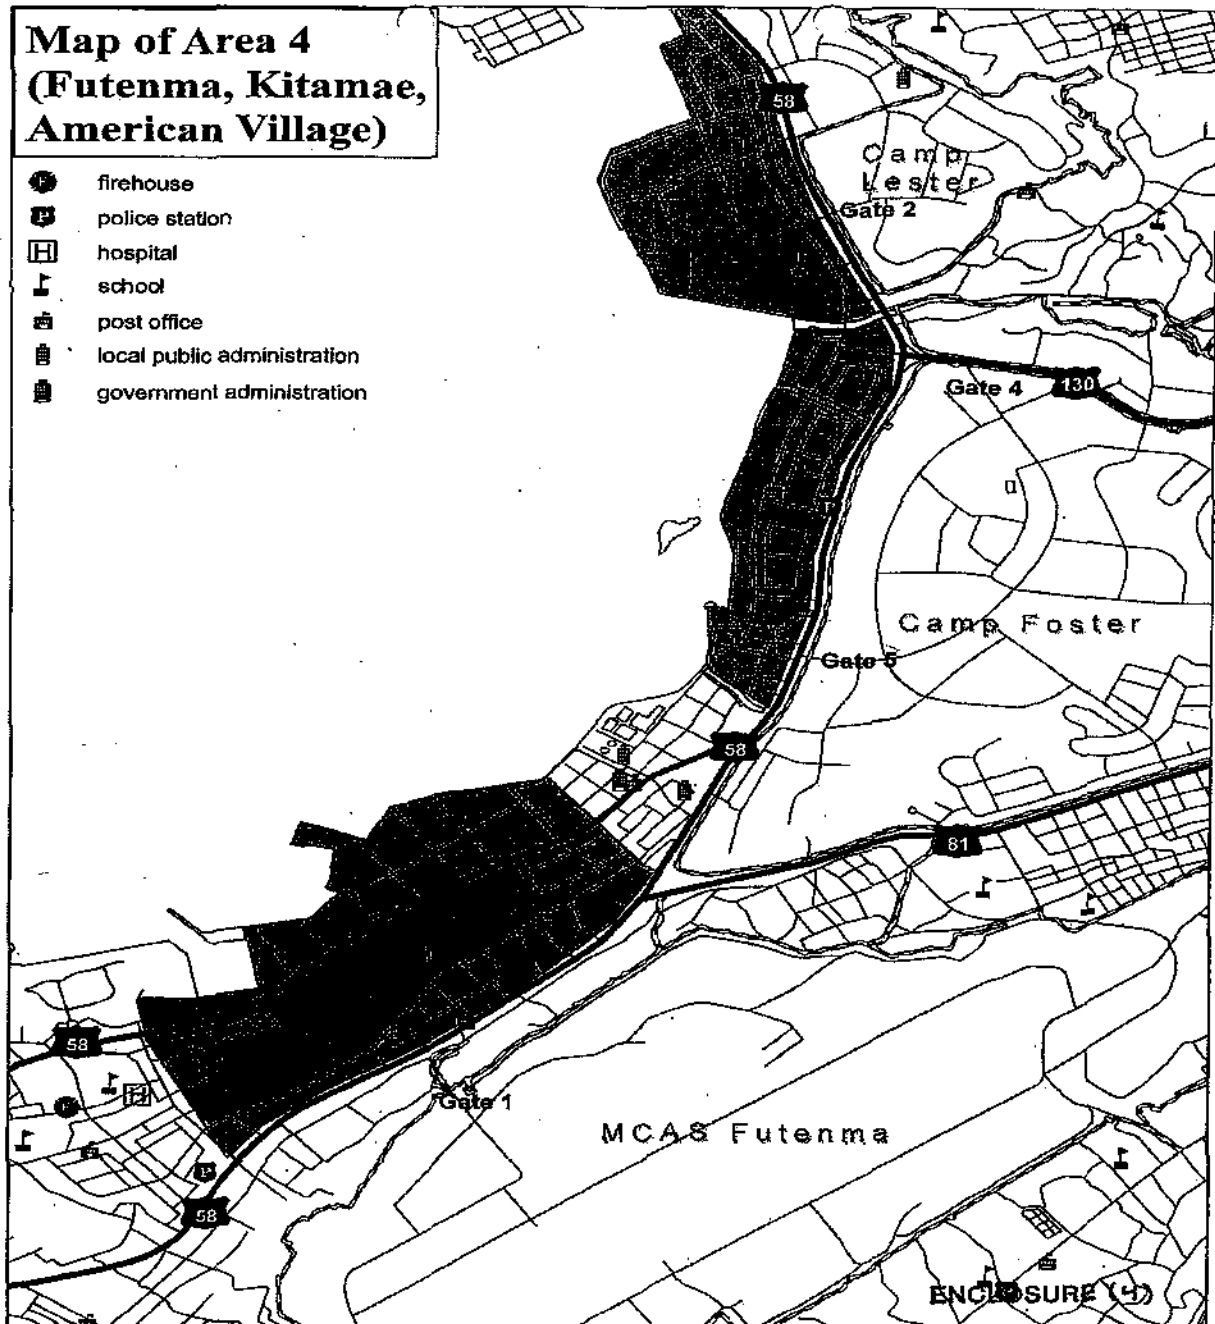 Map of Area 4
(Futenma, Kitamae,
American Village)
F firehouse
P police station
H hospital
school
post office
local public administration
government administration
58
Camp
Lester
Gate 2
Gate 4
130
Camp Foster
Gate 5
58
81
58
H
Gate 1
MCAS Futenma
P
58
ENCLOSURE (4)